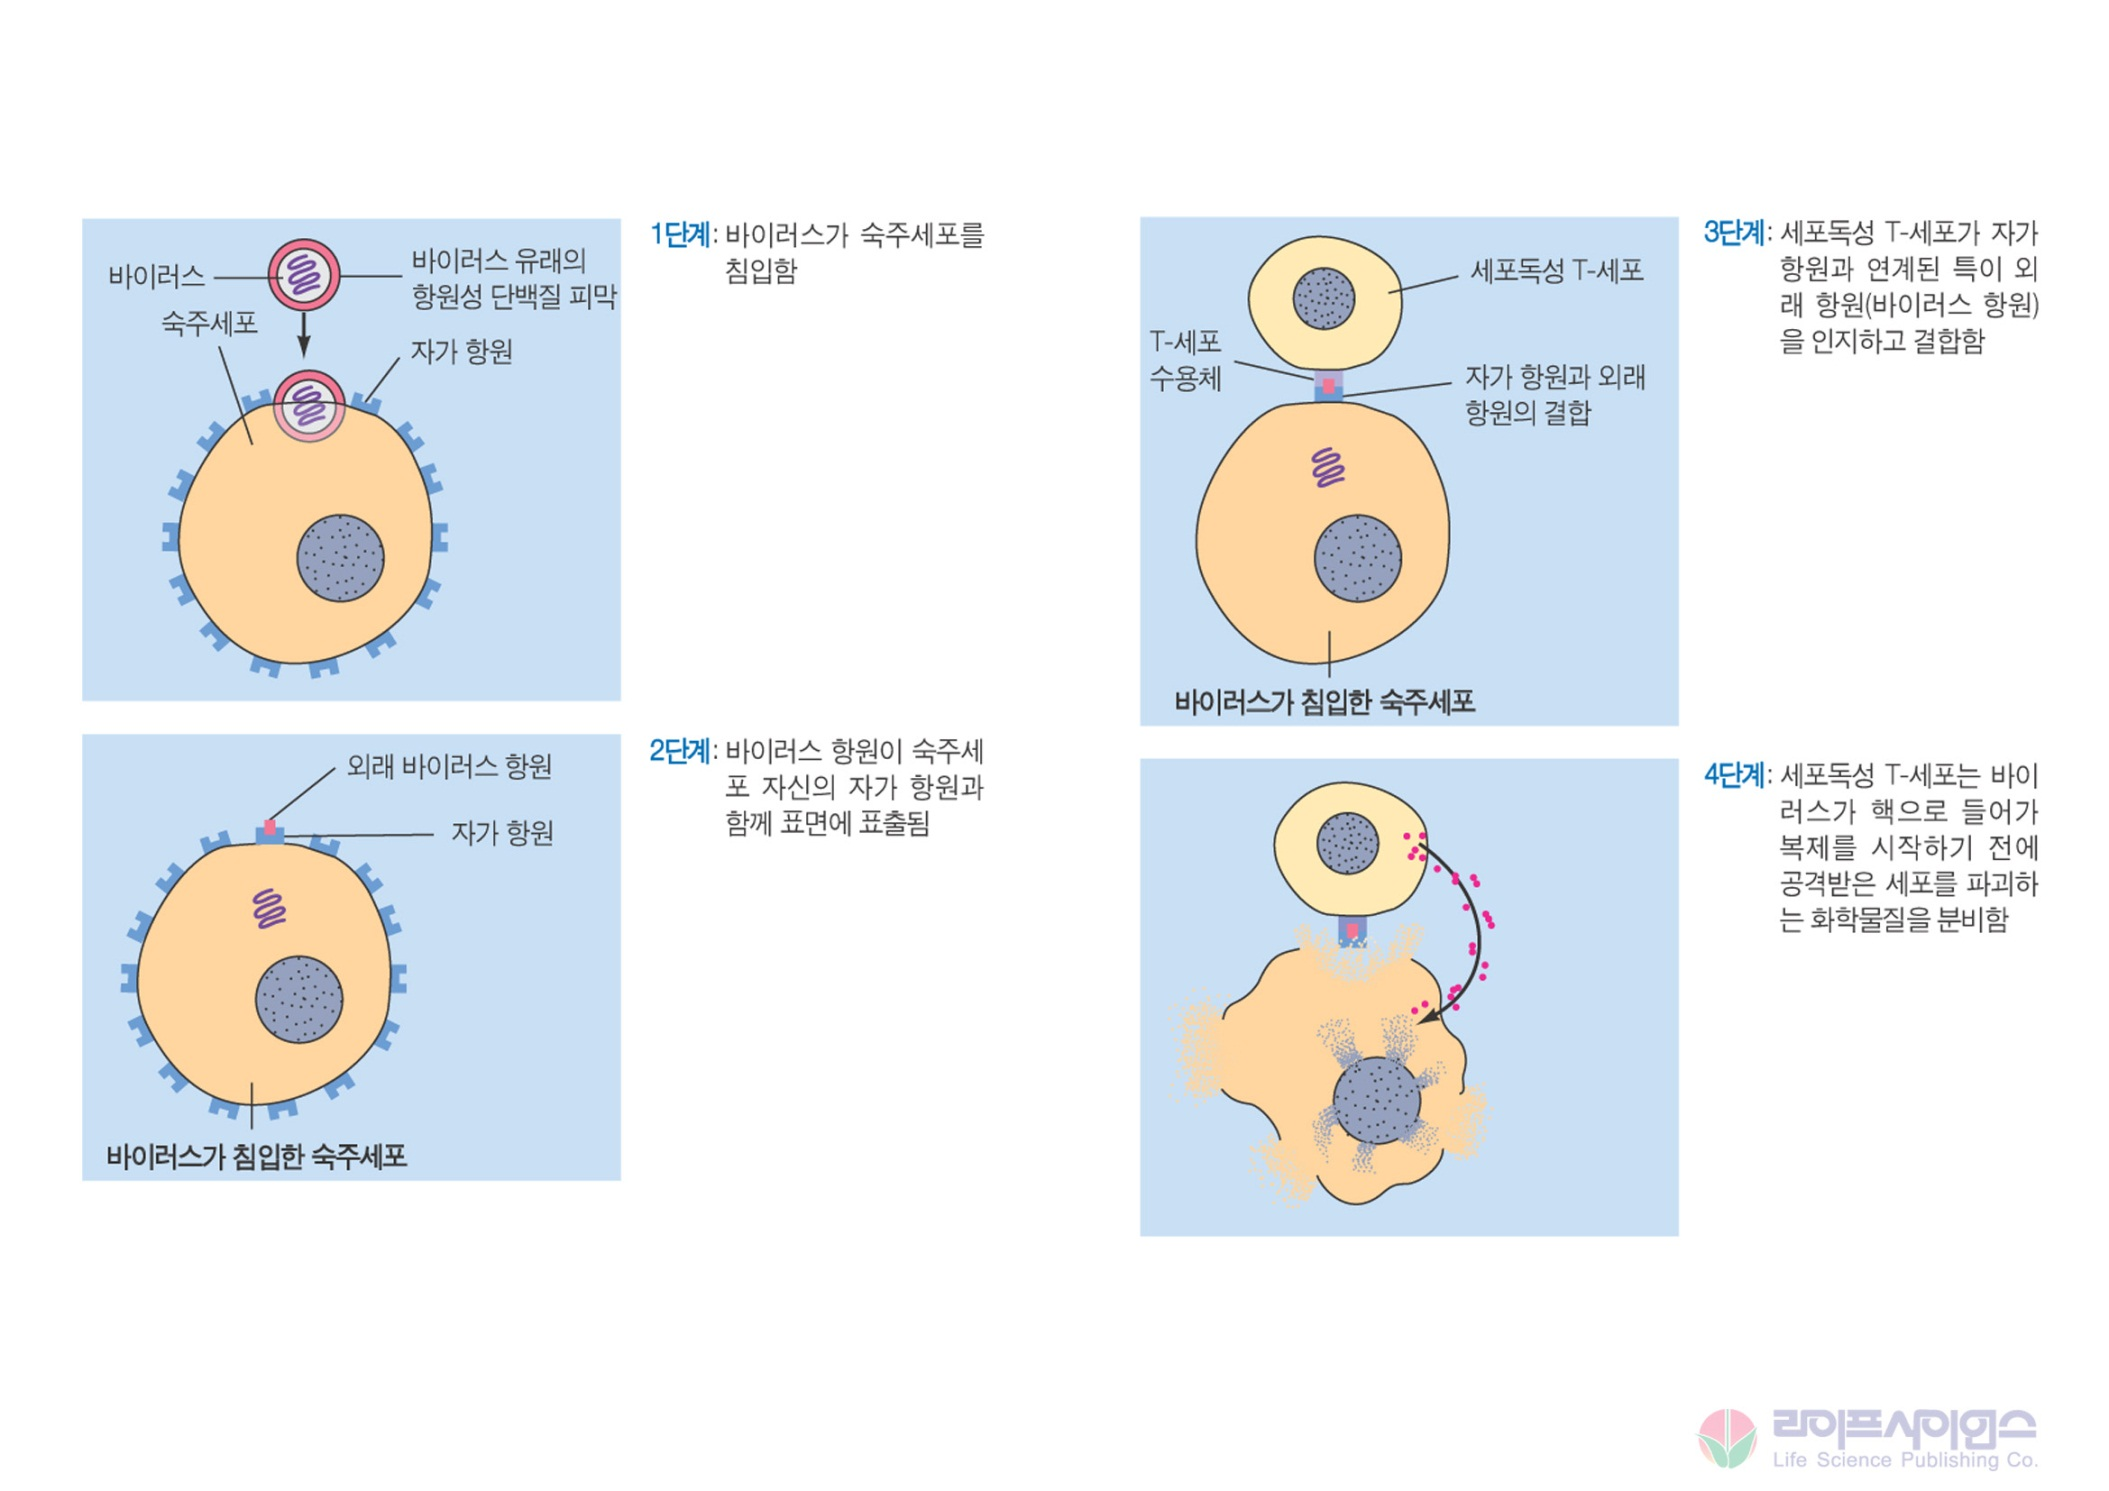 바이러스
바이러스 유래의
항원성 단백질 피막
숙주세포
자가 항원
1단계: 바이러스가 숙주세포를
침입함
외래 바이러스 항원
자가 항원
바이러스가 침입한 숙주세포
2단계: 바이러스 항원이 숙주세
포 자신의 자가 항원과
함께 표면에 표출됨
세포독성 T-세포
T-세포
수용체
자가 항원과 외래
항원의 결합
바이러스가 침입한 숙주세포
3단계: 세포독성 T-세포가 자가
항원과 연계된 특이 외
래 항원(바이러스 항원)
을 인지하고 결합함
4단계: 세포독성 T-세포는 바이
러스가 핵으로 들어가
복제를 시작하기 전에
공격받은 세포를 파괴하
는 화학물질을 분비함
라이프사이언스
Life Science Publishing Co.